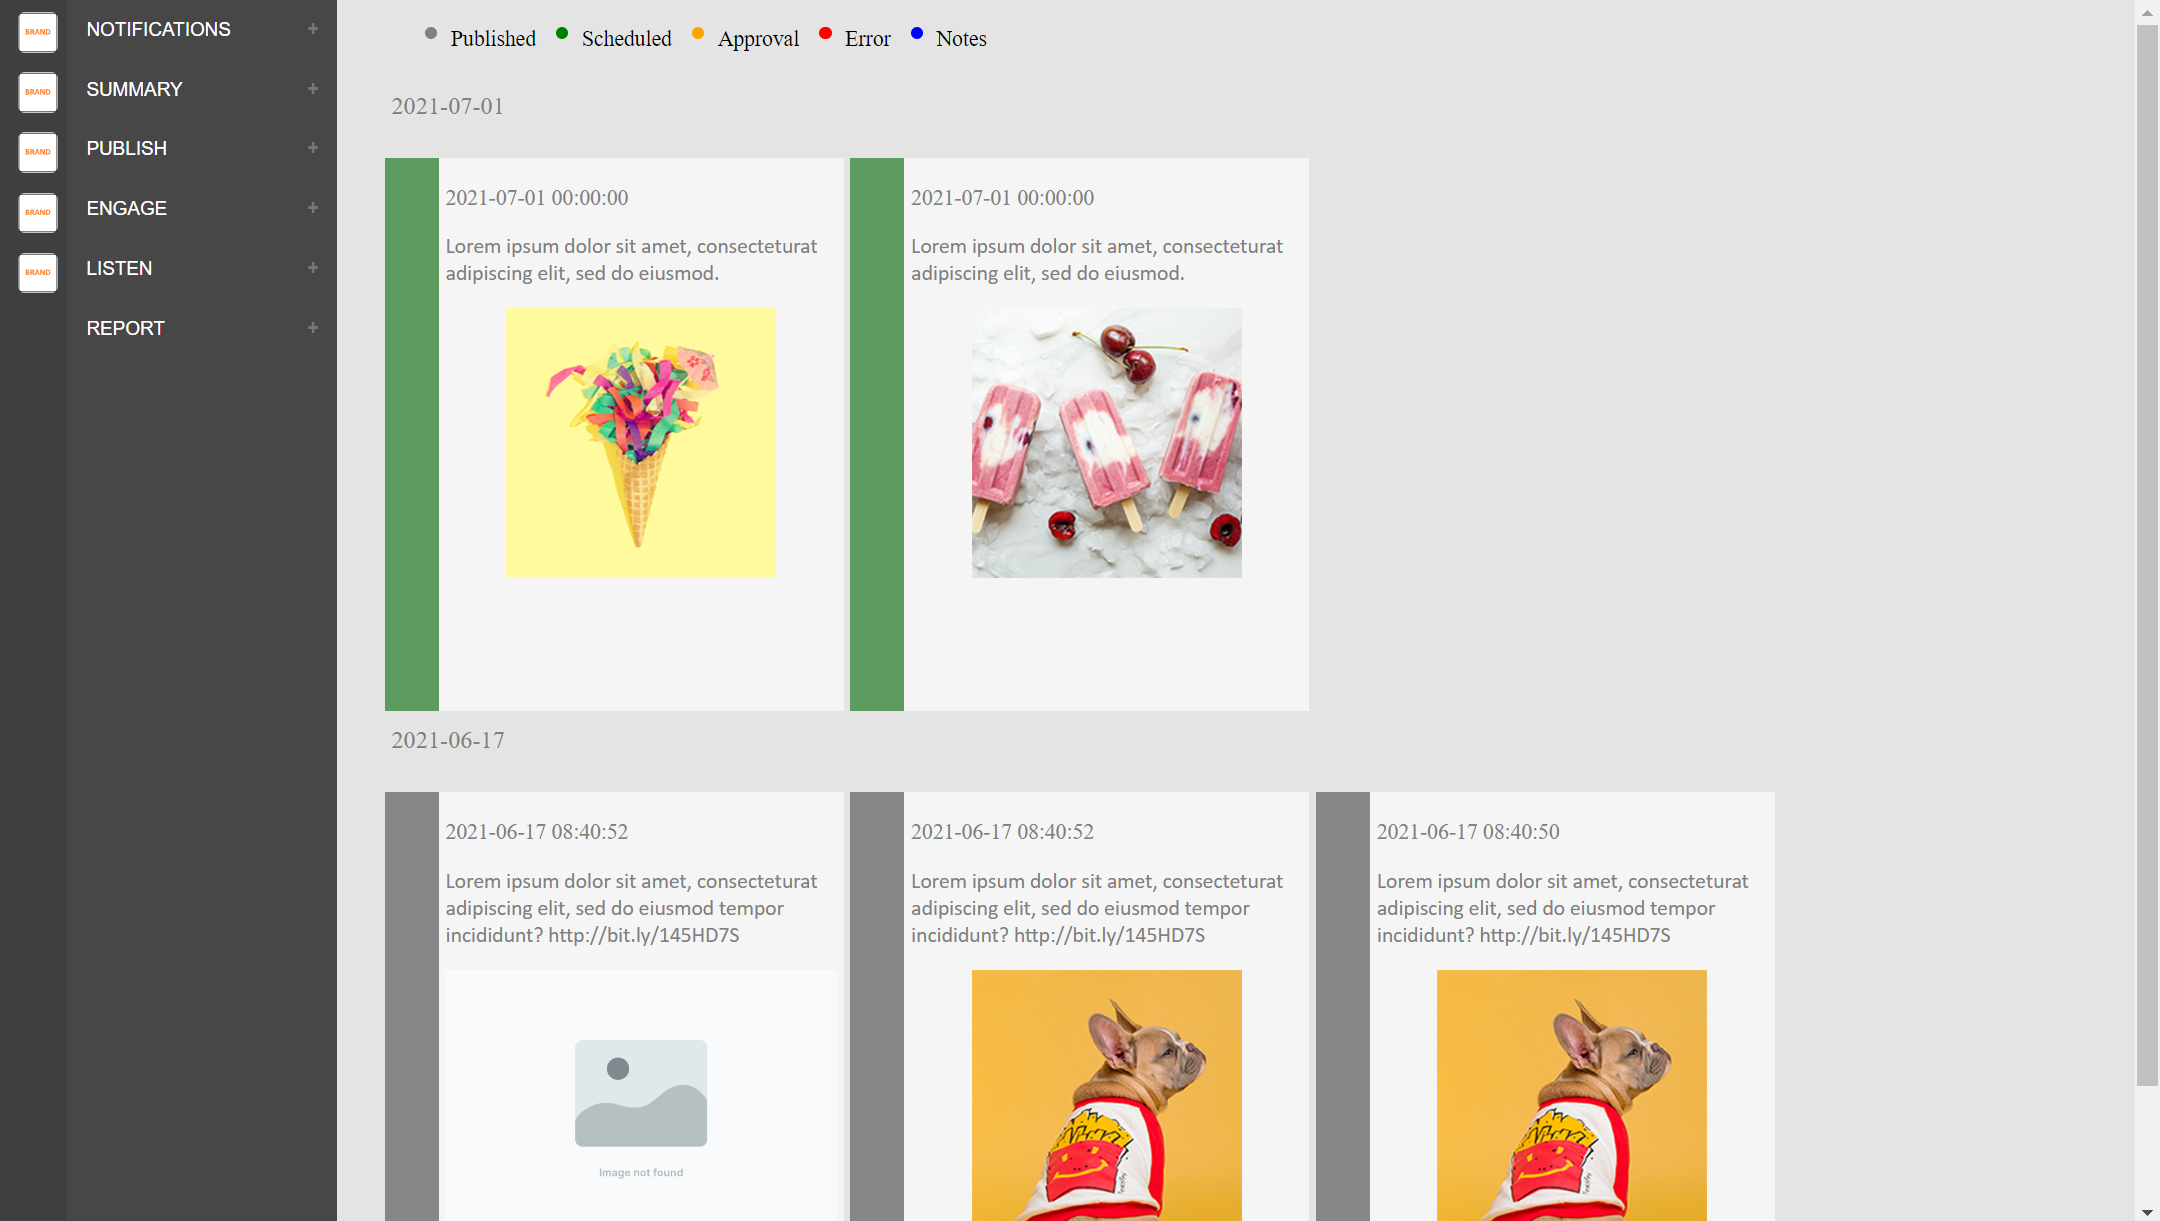 BRAND
NOTIFICATIONS +
BRAND
SUMMARY +
BRAND
PUBLISH +
BRAND
ENGAGE +
BRAND
LISTEN +
REPORT +
Published Scheduled Approval Error Notes
2021-07-01
2021-07-01 00:00:00
Lorem ipsum dolor sit amet, consecteturat
adipiscing elit, sed do eiusmod.
2021-07-01 00:00:00
Lorem ipsum dolor sit amet, consecteturat
adipiscing elit, sed do eiusmod.
2021-06-17
2021-06-17 08:40:52
Lorem ipsum dolor sit amet, consecteturat
adipiscing elit, sed do eiusmod tempor
incididunt? http://bit.ly/145HD7S
Image not found
2021-06-17 08:40:52
Lorem ipsum dolor sit amet, consecteturat
adipiscing elit, sed do eiusmod tempor
incididunt? http://bit.ly/145HD7S
2021-06-17 08:40:50
Lorem ipsum dolor sit amet, consecteturat
adipiscing elit, sed do eiusmod tempor
incididunt? http://bit.ly/145HD7S